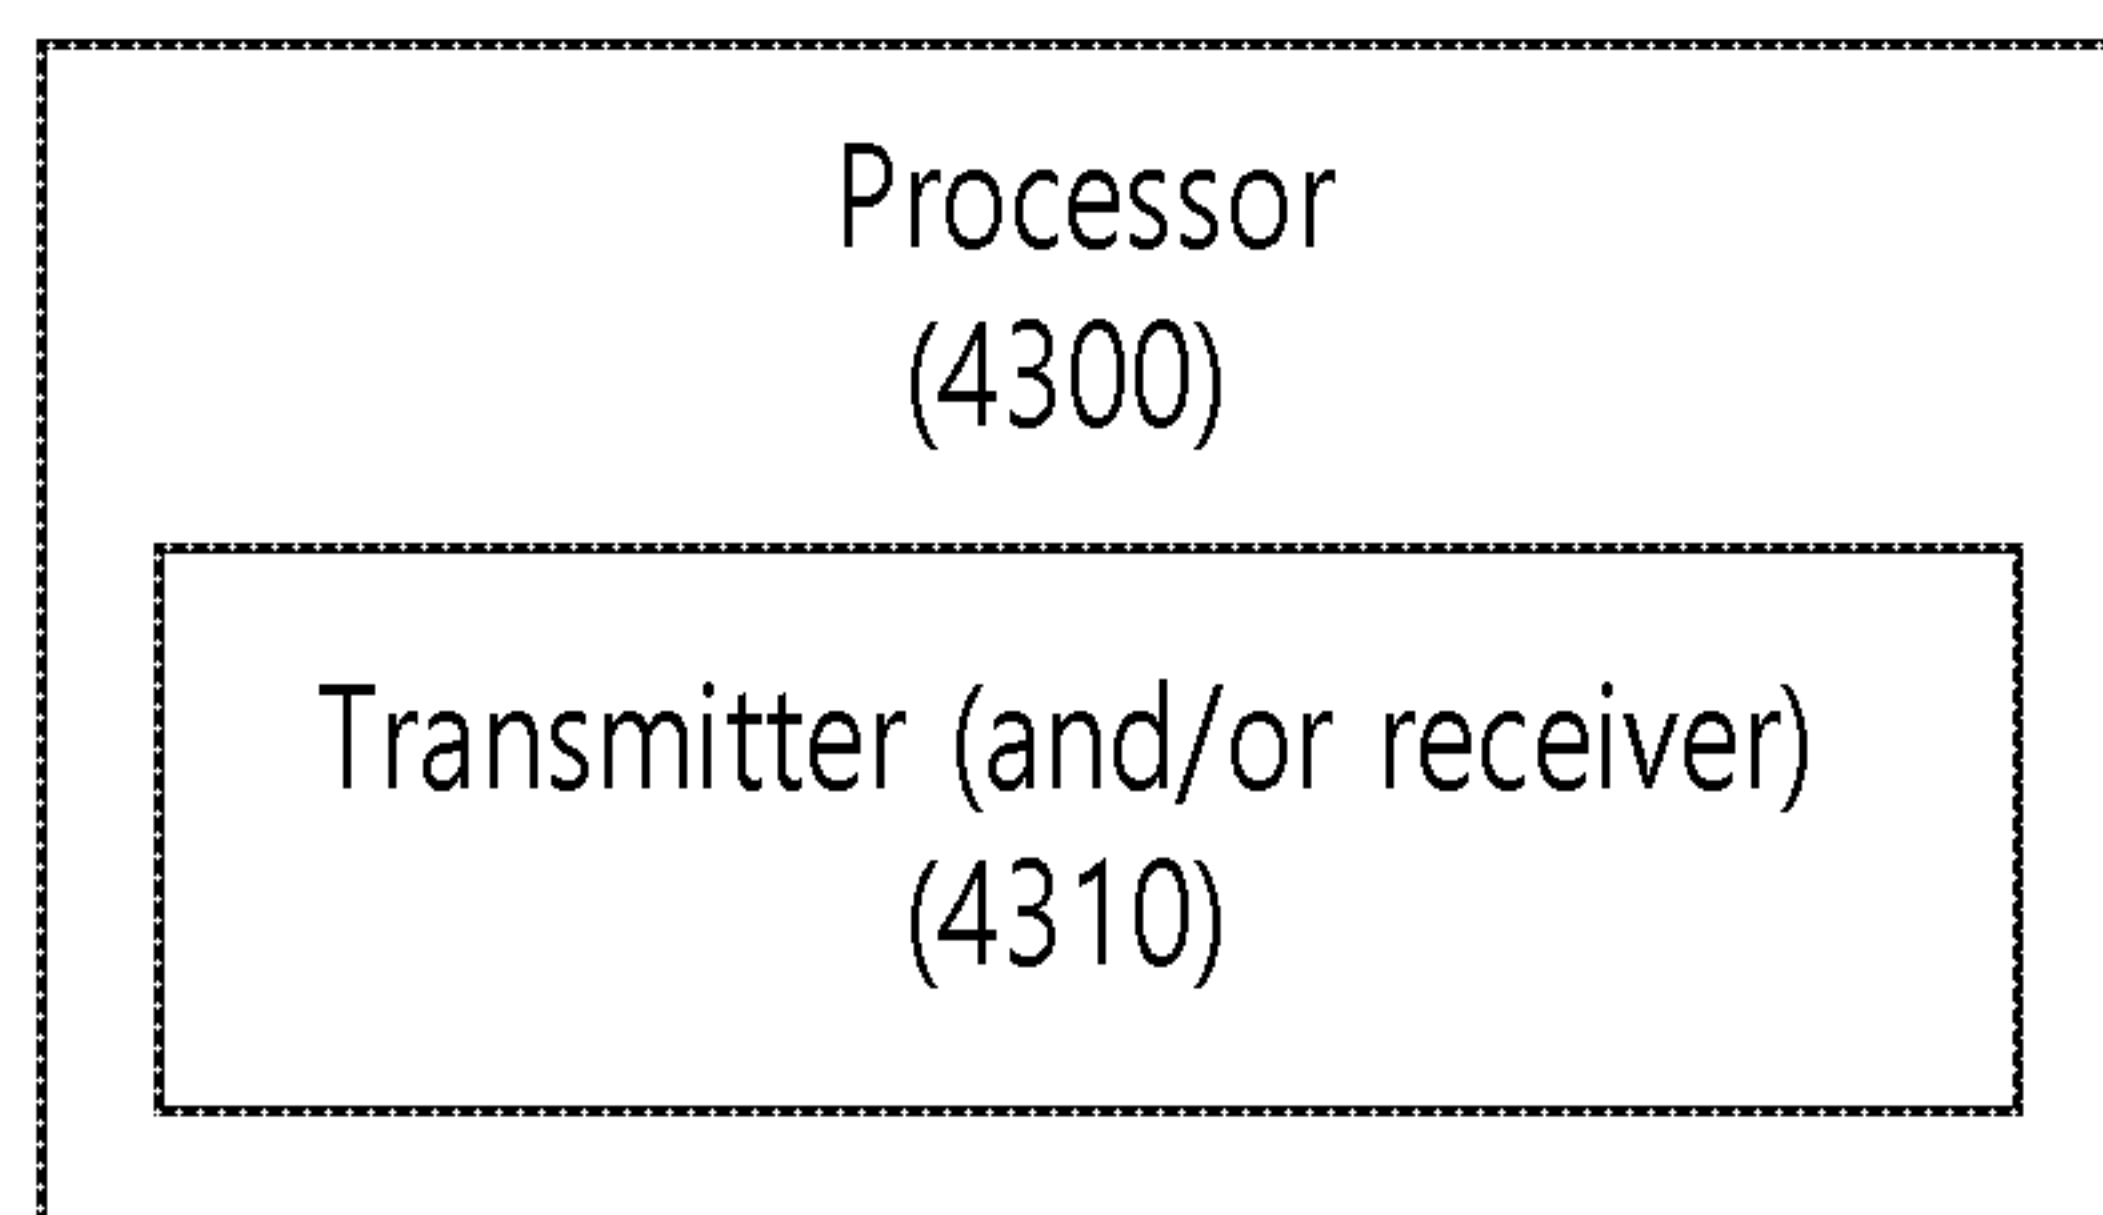 Processor
(4300)
Transmitter (and/or receiver)
(4310)